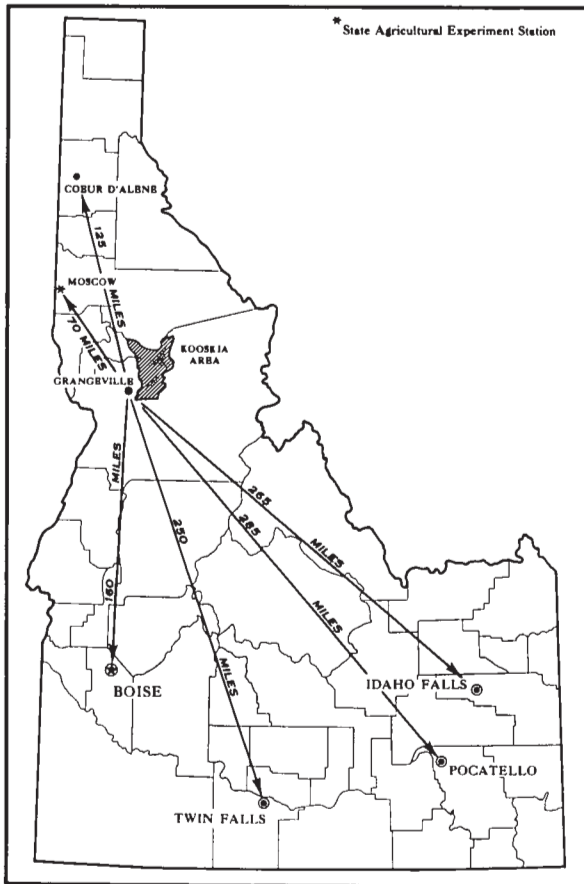 * State Agricultural Experiment Station
COEUR D'ALENE
125
MILES
MOSCOW
*
70 MILES
KOOSKIA
AREA
GRANGEVILLE
MILES
160
250
MILES
285
MILES
265
MILES
BOISE
IDAHO FALLS
POCATELLO
TWIN FALLS